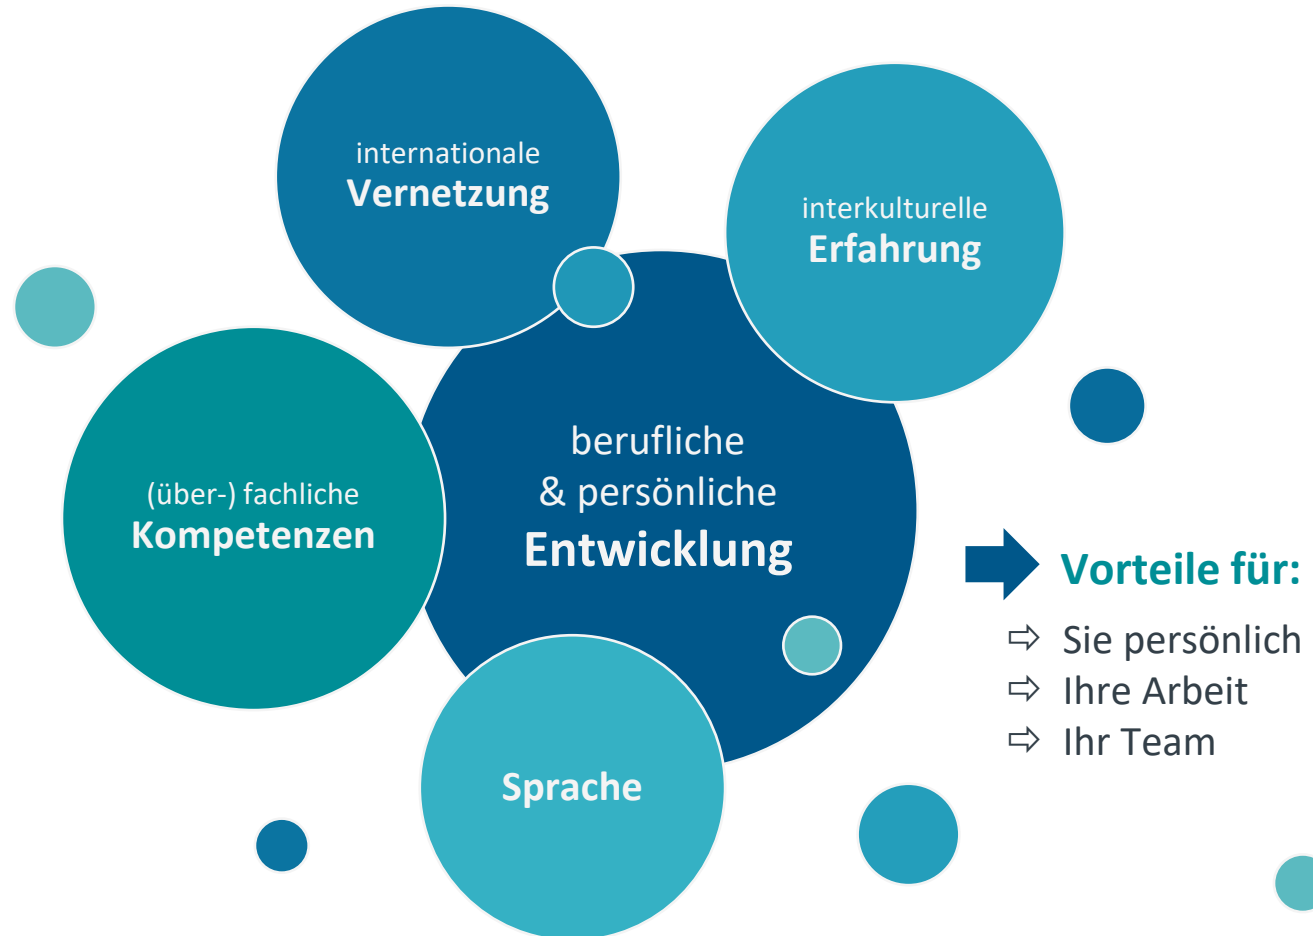 internationale
Vernetzung
interkulturelle
Erfahrung
(über-) fachliche
Kompetenzen
berufliche
& persönliche
Entwicklung
Sprache
Vorteile für:
⇨ Sie persönlich
⇨ Ihre Arbeit
⇨ Ihr Team